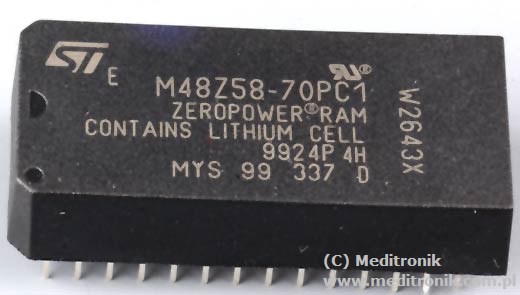 ST
E
M48Z58-70PC1
ZEROPOWER®RAM
CONTAINS LITHIUM CELL
9924P 4H
MYS 99 337 D
W2643X
(C) Meditronik
www.meditronik.com.pl